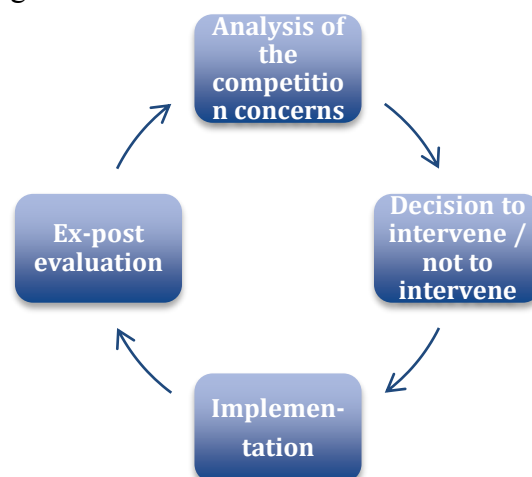 Analysis of
the
competitio
n concerns
Decision to
intervene /
not to
intervene
Implemen-
tation
Ex-post
evaluation